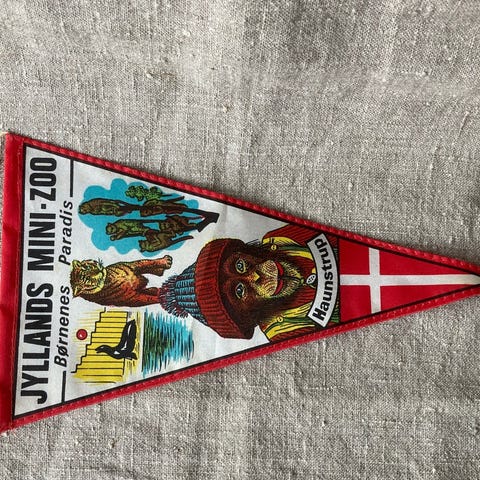 JYLLANDS MINI-ZOO
Børnenes Paradis
Haunstrup